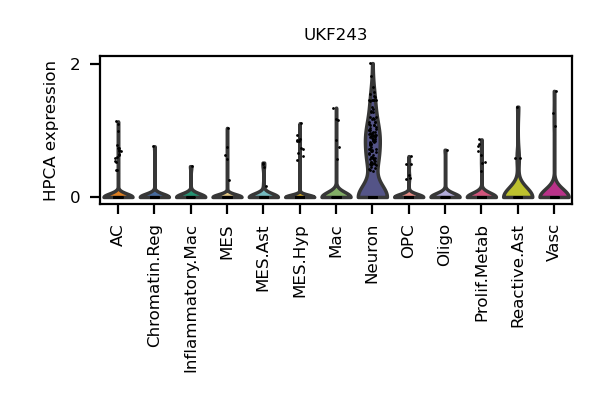 UKF243
HPCA expression
2
0
AC
Chromatin.Reg
Inflammatory.Mac
MES
MES.Ast
MES.Hyp
Mac
Neuron
OPC
Oligo
Prolif.Metab
Reactive.Ast
Vasc